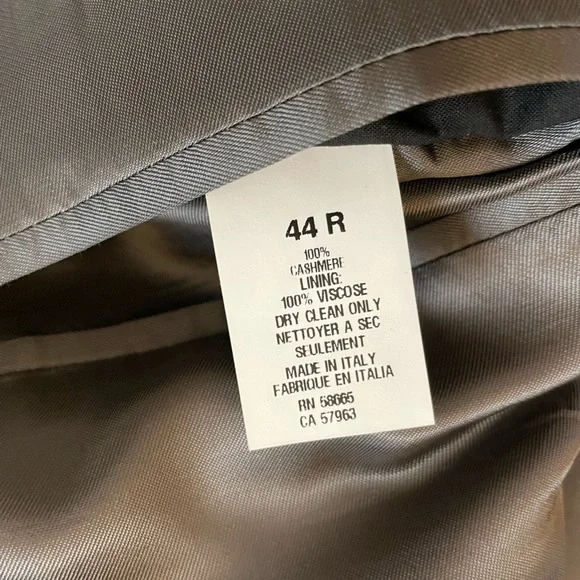 44 R
100%
CASHMERE
LINING:
100% VISCOSE
DRY CLEAN ONLY
NETTOYER A SEC
SEULEMENT
MADE IN ITALY
FABRIQUE EN ITALIA
RN 58665
CA 57963